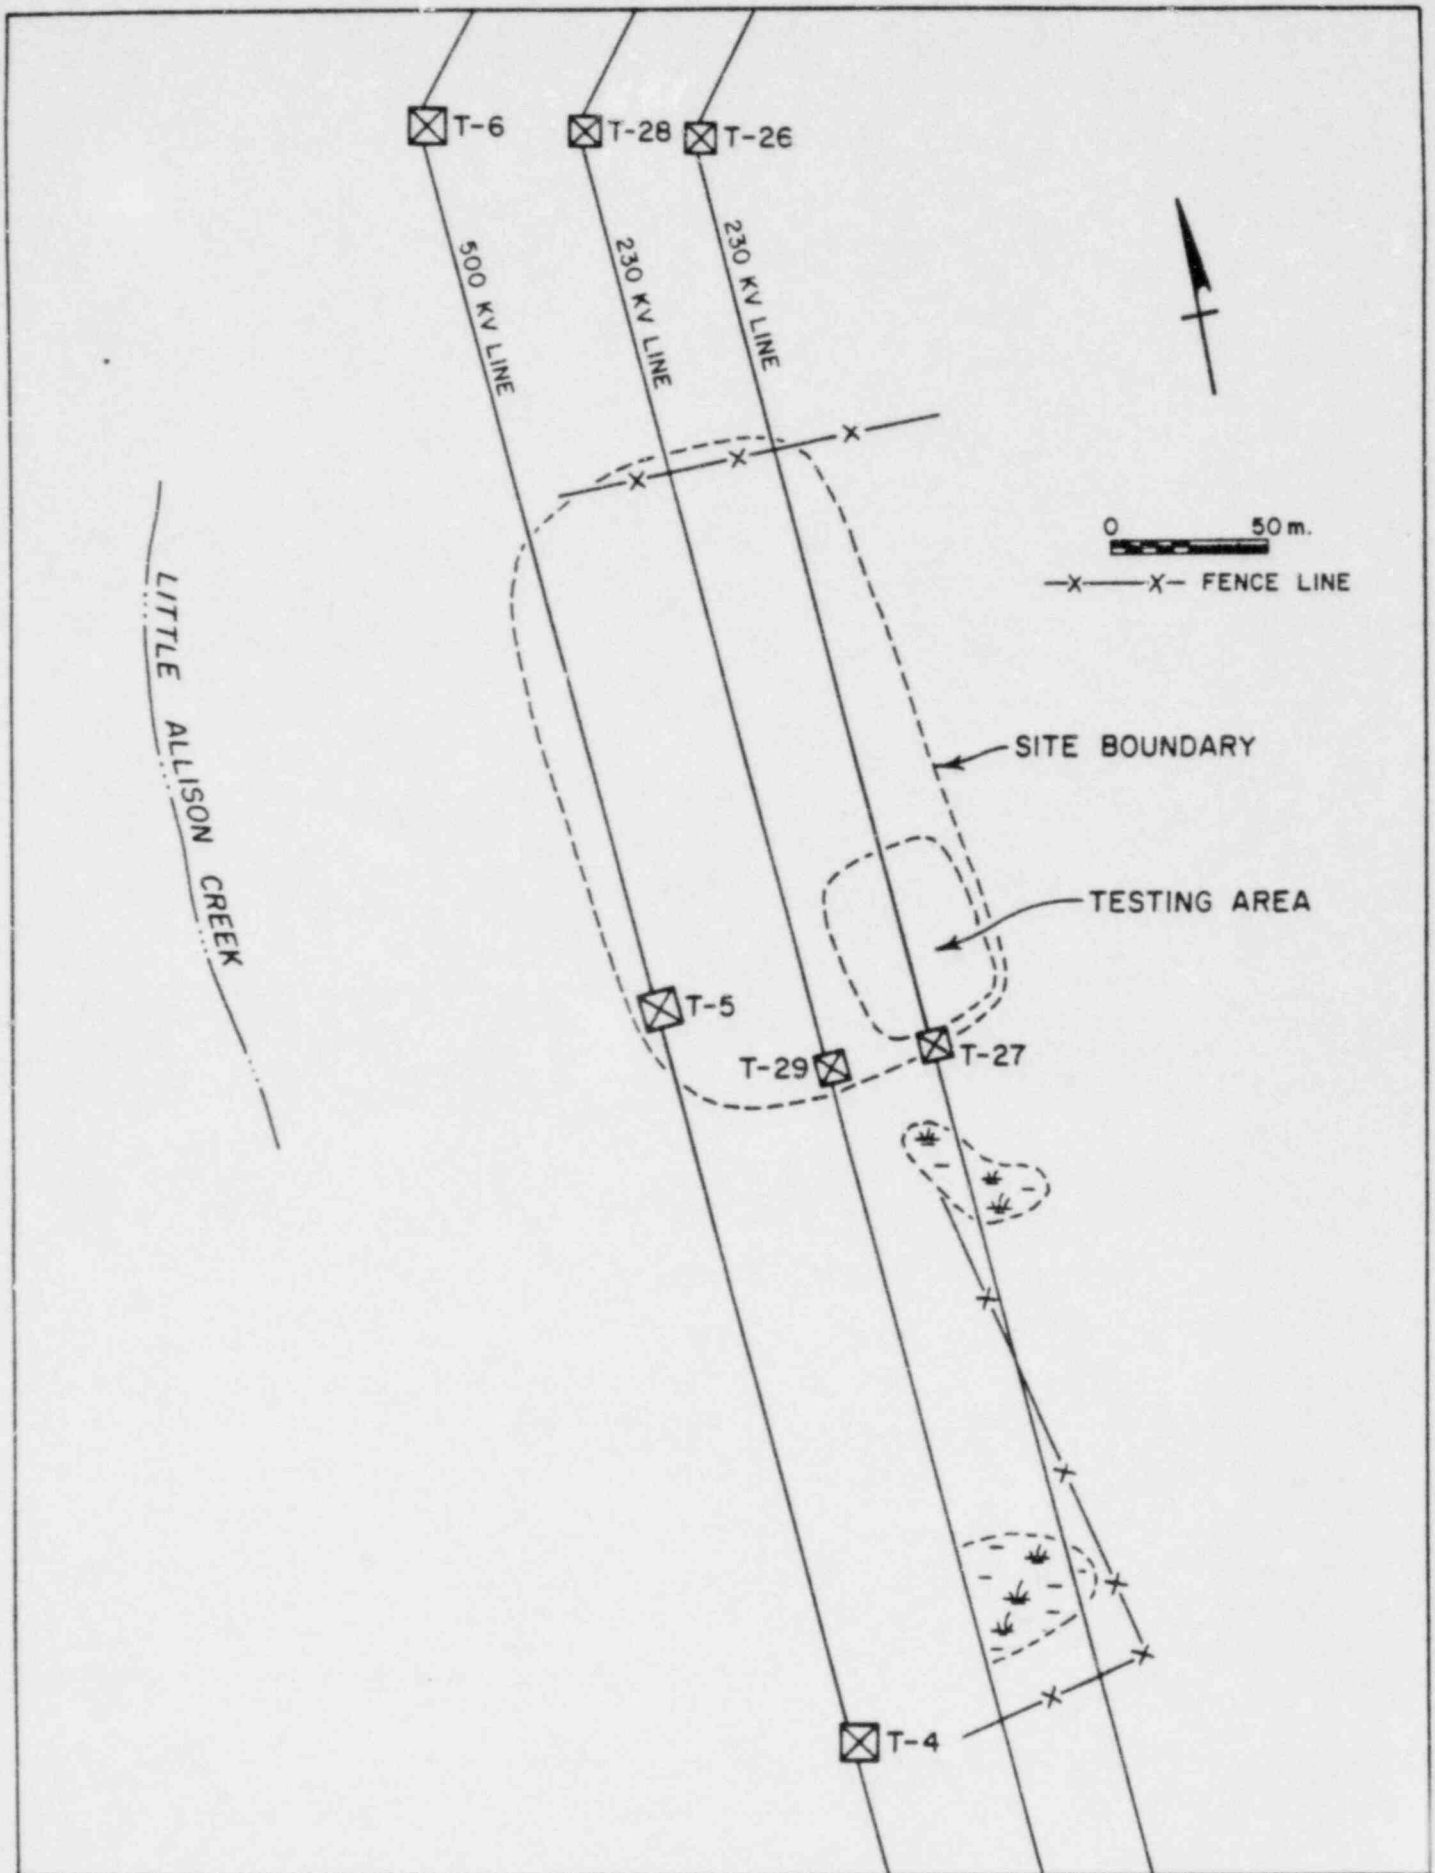 T-6
T-28
T-26
500 KV LINE
230 KV LINE
230 KV LINE
0 50 m.
-X-X- FENCE LINE
LITTLE ALLISON CREEK
SITE BOUNDARY
TESTING AREA
T-5
T-29
T-27
T-4